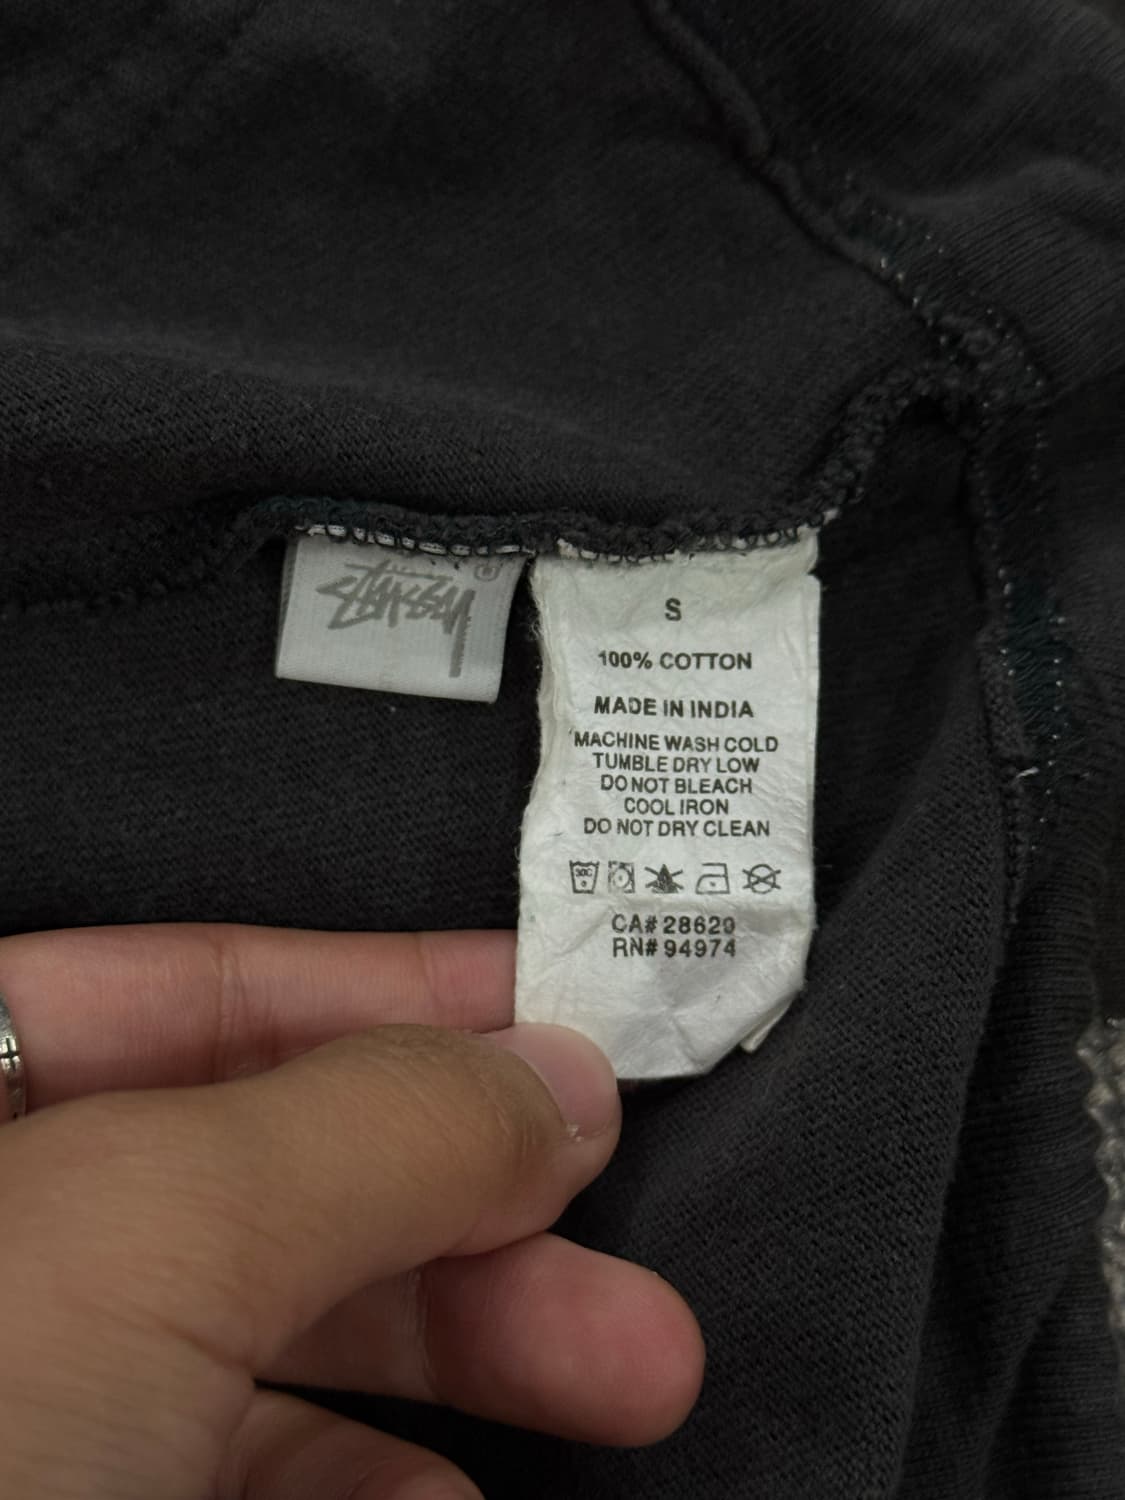 Stüssy ®
S
100% COTTON
MADE IN INDIA
MACHINE WASH COLD
TUMBLE DRY LOW
DO NOT BLEACH
COOL IRON
DO NOT DRY CLEAN
30C
CA# 28620
RN# 94974